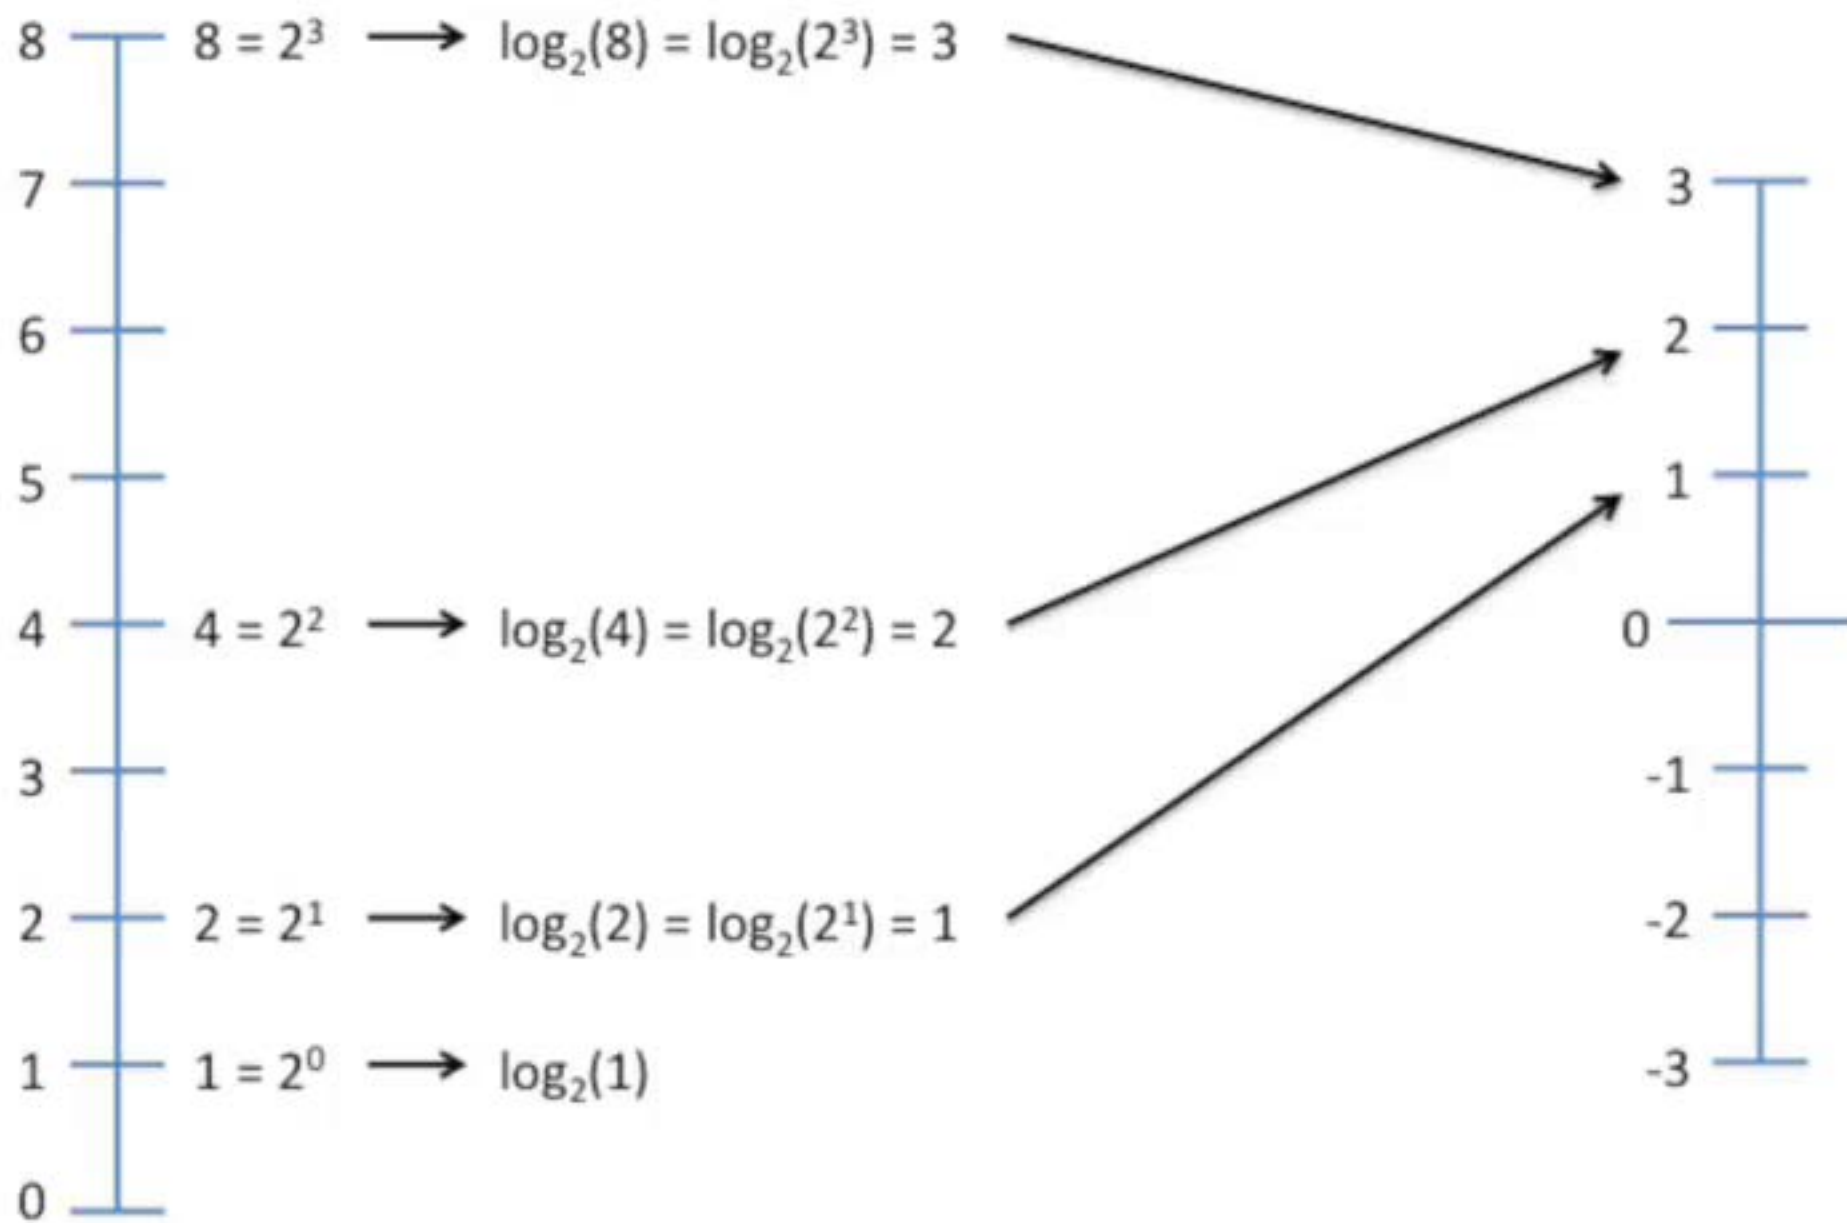 8 8 = 2³ → log₂(8) = log₂(2³) = 3
7 3
6 2
5 1
4 4 = 2² → log₂(4) = log₂(2²) = 2 0
3 -1
2 2 = 2¹ → log₂(2) = log₂(2¹) = 1 -2
1 1 = 2⁰ → log₂(1) -3
0